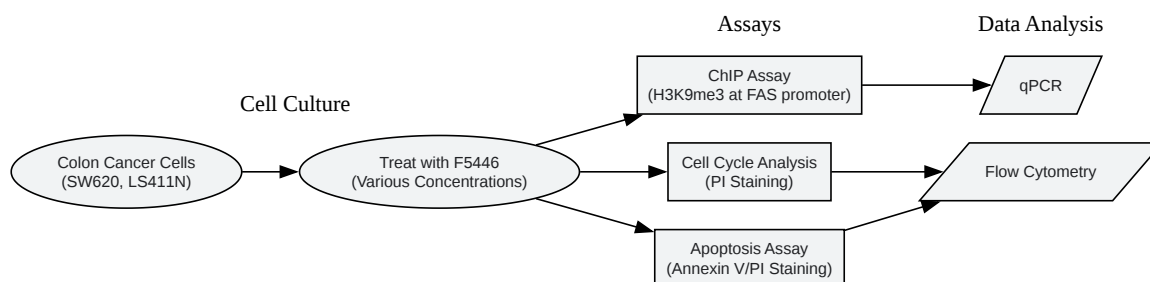 Assays
Data Analysis
Cell Culture
ChIP Assay
(H3K9me3 at FAS promoter)
qPCR
Colon Cancer Cells
(SW620, LS411N)
Treat with F5446
(Various Concentrations)
Cell Cycle Analysis
(PI Staining)
Flow Cytometry
Apoptosis Assay
(Annexin V/PI Staining)